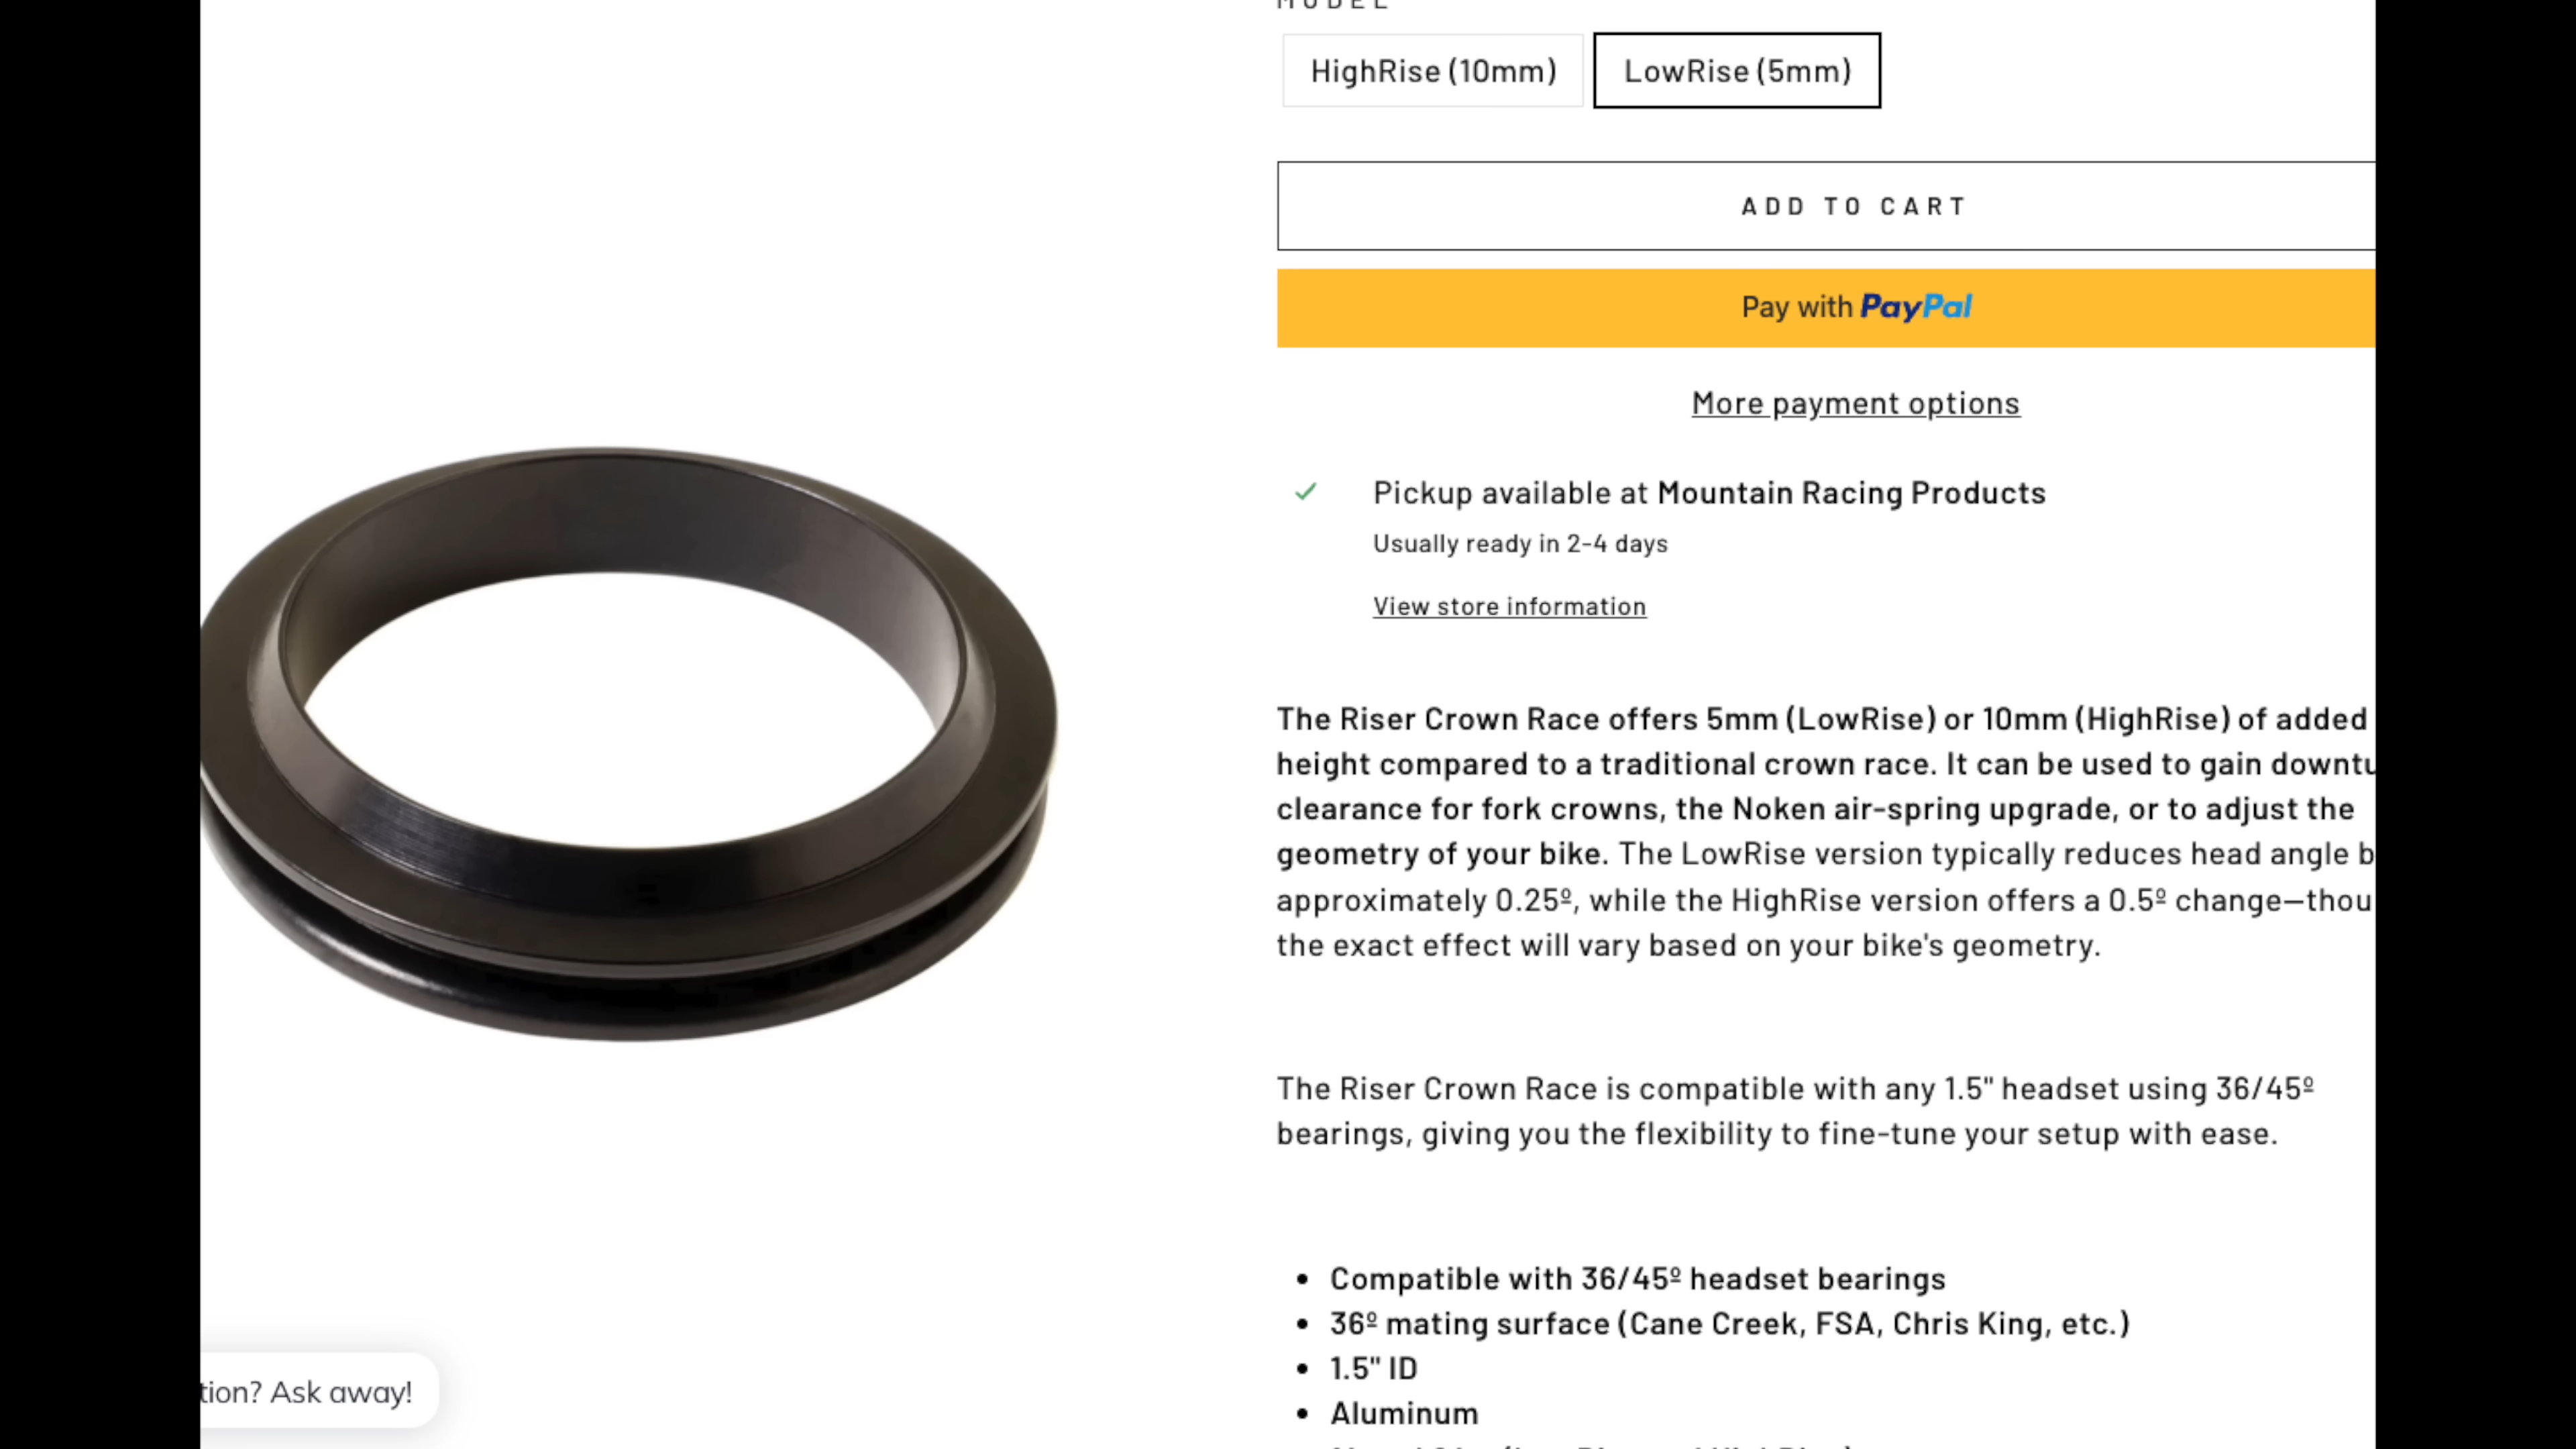 MODEL
HighRise (10mm)
LowRise (5mm)
ADD TO CART
Pay with PayPal
More payment options
Pickup available at Mountain Racing Products
Usually ready in 2-4 days
View store information
The Riser Crown Race offers 5mm (LowRise) or 10mm (HighRise) of added
height compared to a traditional crown race. It can be used to gain downtu
clearance for fork crowns, the Noken air-spring upgrade, or to adjust the
geometry of your bike. The LowRise version typically reduces head angle b
approximately 0.25º, while the HighRise version offers a 0.5º change—thou
the exact effect will vary based on your bike's geometry.
The Riser Crown Race is compatible with any 1.5" headset using 36/45º
bearings, giving you the flexibility to fine-tune your setup with ease.
• Compatible with 36/45º headset bearings
• 36º mating surface (Cane Creek, FSA, Chris King, etc.)
• 1.5" ID
• Aluminum
tion? Ask away!